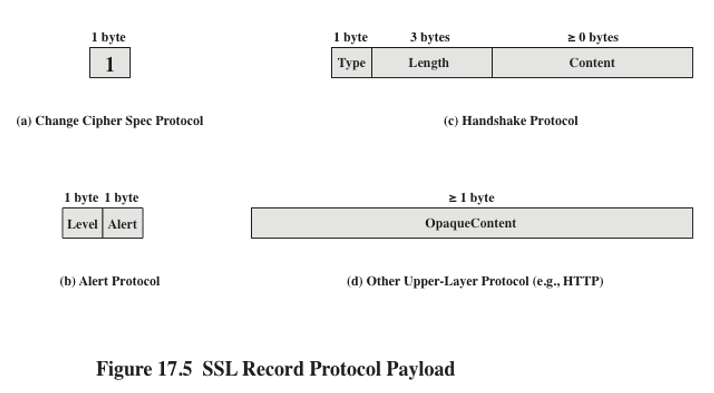 1 byte
1
(a) Change Cipher Spec Protocol
1 byte 3 bytes ≥ 0 bytes
Type Length Content
(c) Handshake Protocol
1 byte 1 byte
Level Alert
(b) Alert Protocol
≥ 1 byte
OpaqueContent
(d) Other Upper-Layer Protocol (e.g., HTTP)
Figure 17.5 SSL Record Protocol Payload